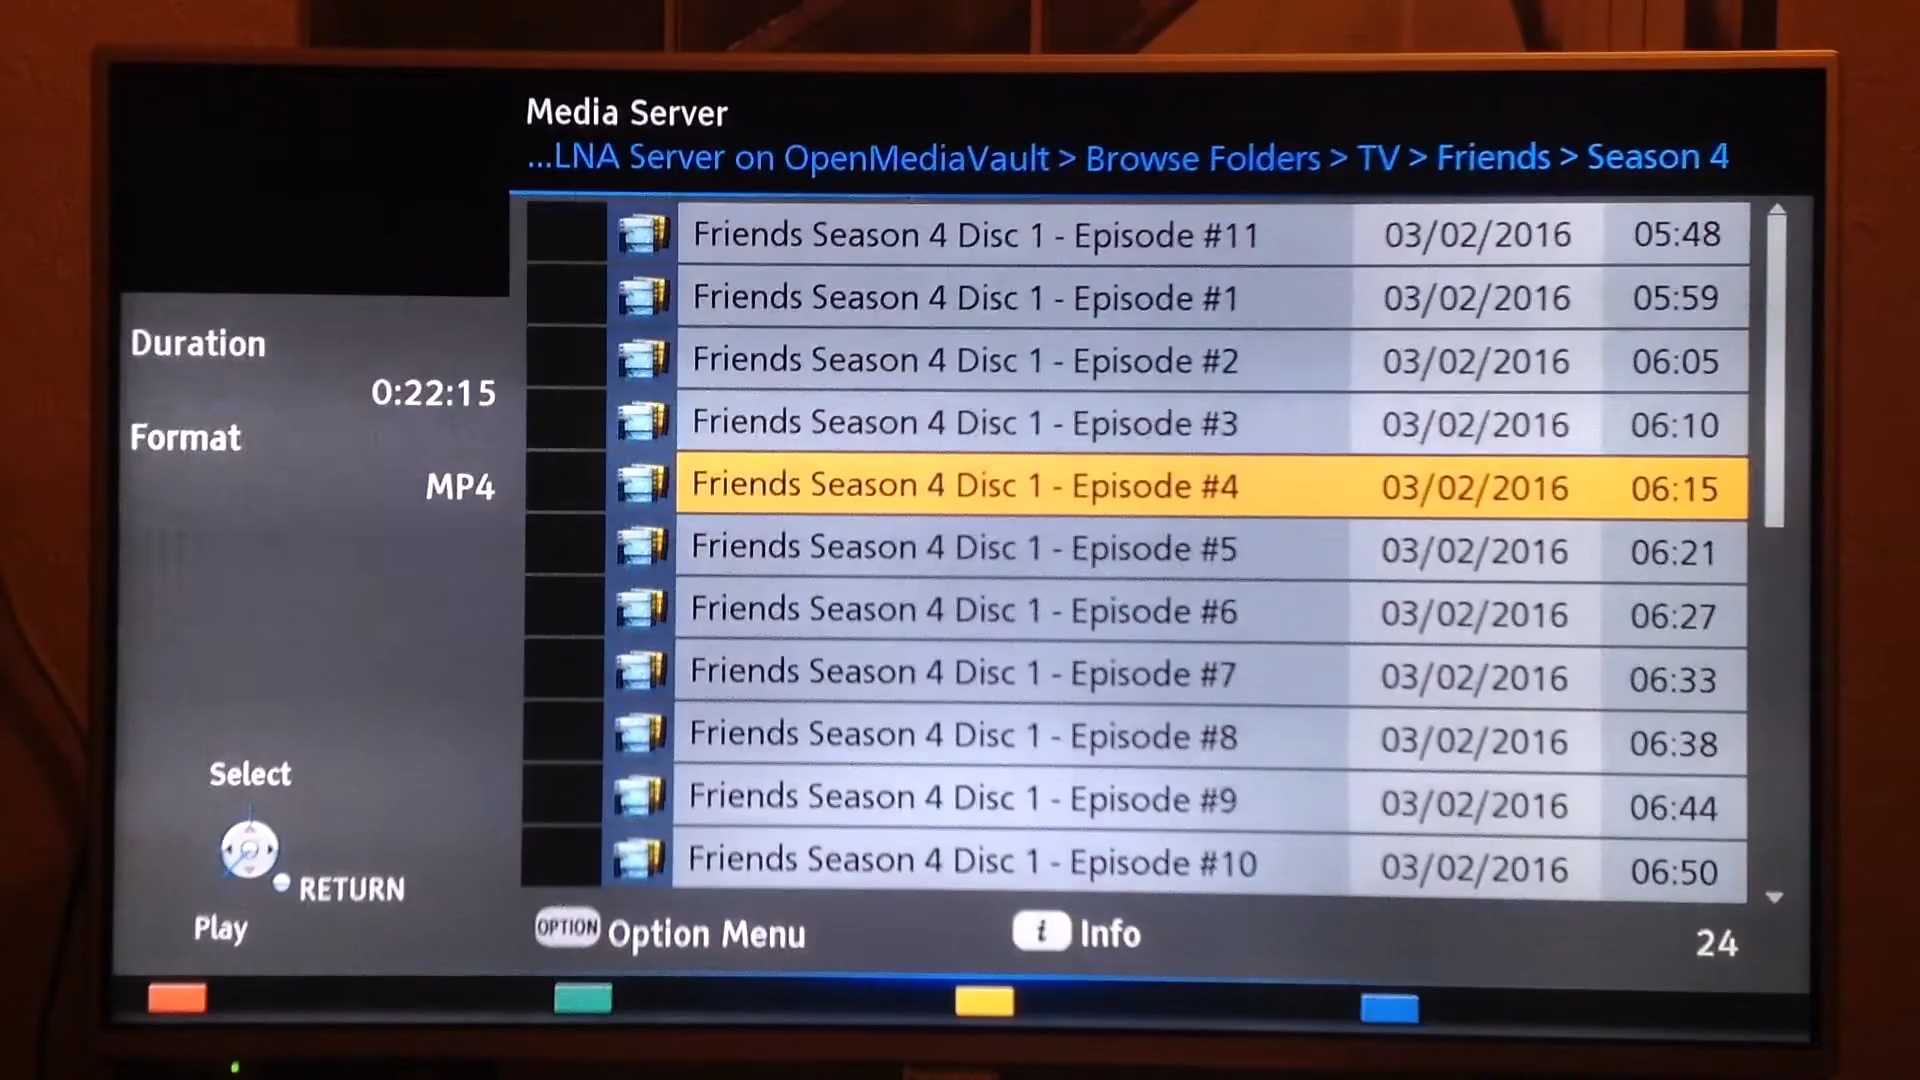 Media Server
...LNA Server on OpenMediaVault > Browse Folders > TV > Friends > Season 4
Duration
0:22:15
Format
MP4
Friends Season 4 Disc 1 - Episode #11 03/02/2016 05:48
Friends Season 4 Disc 1 - Episode #1 03/02/2016 05:59
Friends Season 4 Disc 1 - Episode #2 03/02/2016 06:05
Friends Season 4 Disc 1 - Episode #3 03/02/2016 06:10
Friends Season 4 Disc 1 - Episode #4 03/02/2016 06:15
Friends Season 4 Disc 1 - Episode #5 03/02/2016 06:21
Friends Season 4 Disc 1 - Episode #6 03/02/2016 06:27
Friends Season 4 Disc 1 - Episode #7 03/02/2016 06:33
Friends Season 4 Disc 1 - Episode #8 03/02/2016 06:38
Friends Season 4 Disc 1 - Episode #9 03/02/2016 06:44
Friends Season 4 Disc 1 - Episode #10 03/02/2016 06:50
Select
RETURN
Play
OPTION Option Menu
i Info
24